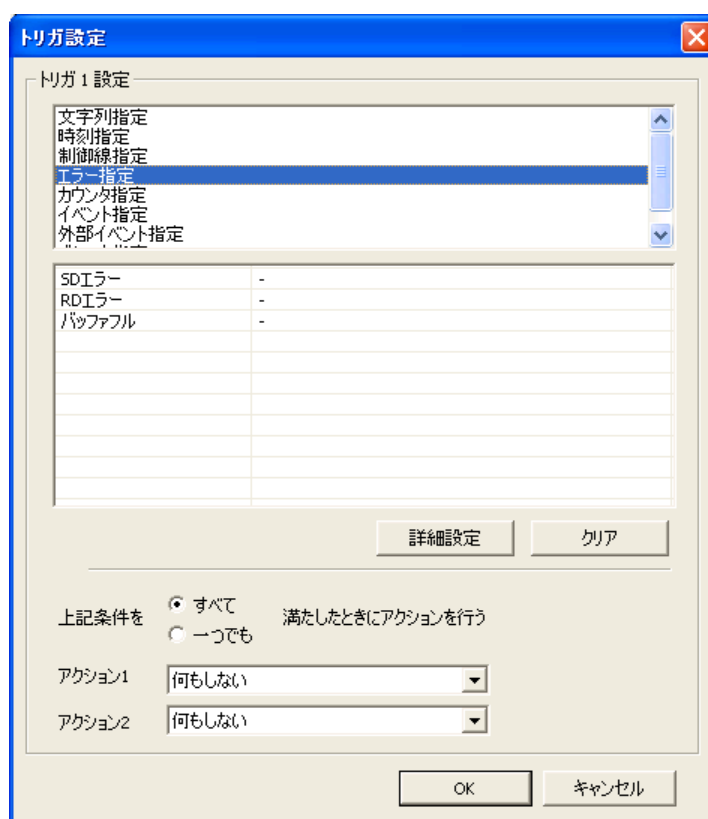 トリガ設定
トリガ1設定
文字列指定
時刻指定
制御線指定
エラー指定
カウンタ指定
イベント指定
外部イベント指定
SDエラー -
RDエラー -
バッファフル -
詳細設定 クリア
上記条件を
すべて
一つでも
満たしたときにアクションを行う
アクション1 何もしない
アクション2 何もしない
OK キャンセル